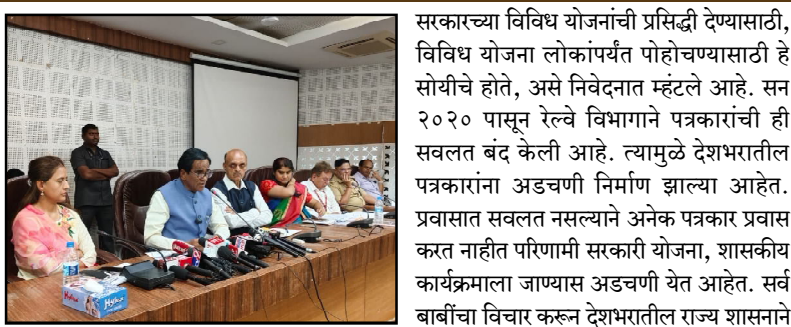 सरकारच्या विविध योजनांची प्रसिद्धी देण्यासाठी,
विविध योजना लोकांपर्यंत पोहोचण्यासाठी हे
सोयीचे होते, असे निवेदनात म्हंटले आहे. सन
२०२० पासून रेल्वे विभागाने पत्रकारांची ही
सवलत बंद केली आहे. त्यामुळे देशभरातील
पत्रकारांना अडचणी निर्माण झाल्या आहेत.
प्रवासात सवलत नसल्याने अनेक पत्रकार प्रवास
करत नाहीत परिणामी सरकारी योजना, शासकीय
कार्यक्रमाला जाण्यास अडचणी येत आहेत. सर्व
बाबींचा विचार करून देशभरातील राज्य शासनाने